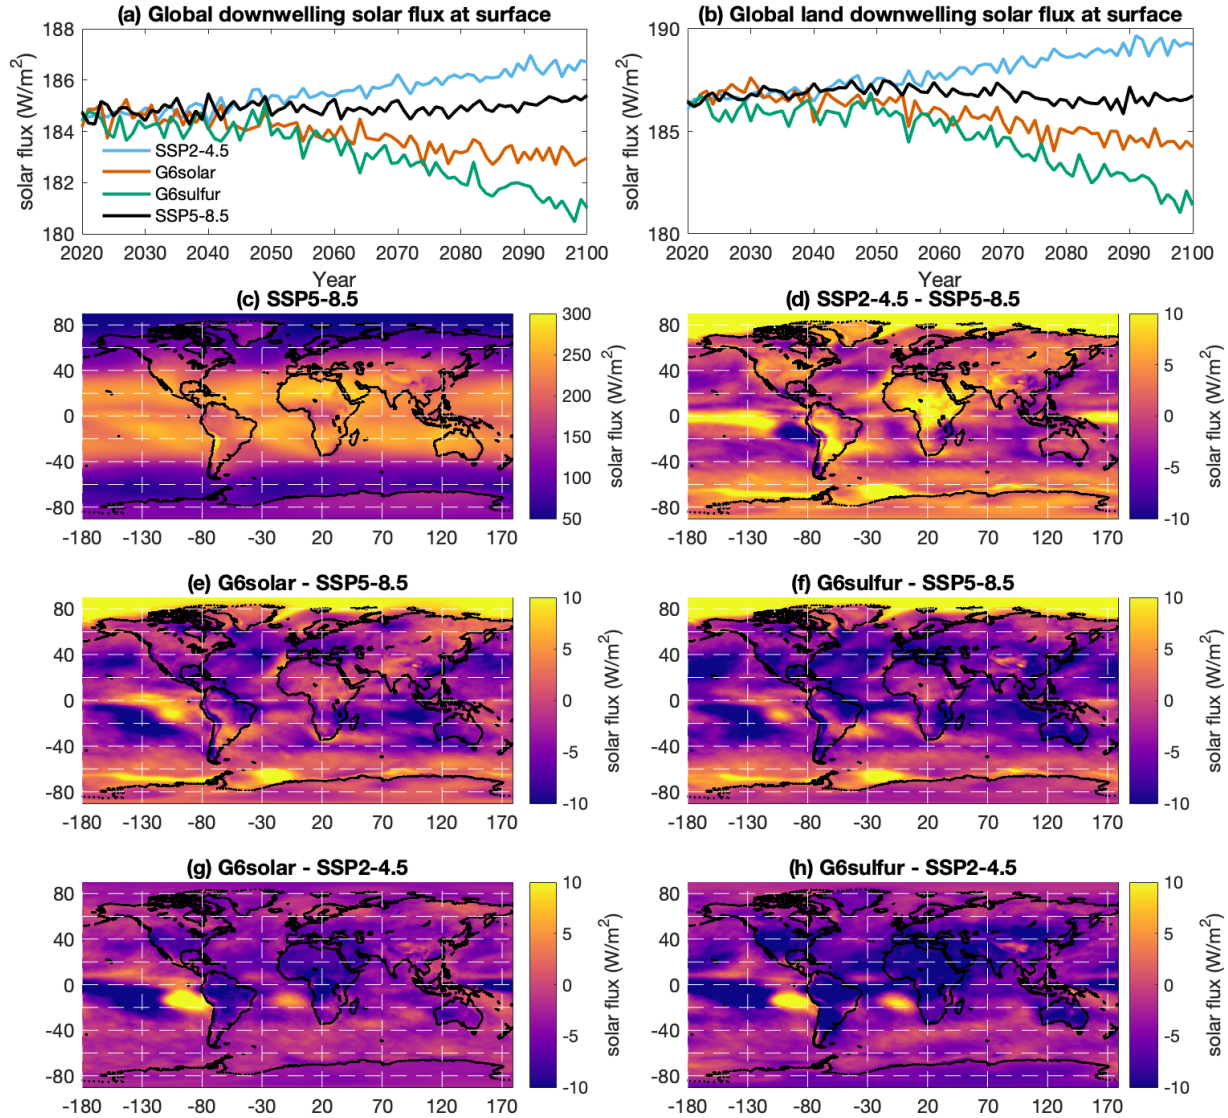 (a) Global downwelling solar flux at surface
188
186
184
182
180
solar flux (W/m²)
SSP2-4.5
G6solar
G6sulfur
SSP5-8.5
2020 2030 2040 2050 2060 2070 2080 2090 2100
Year
(b) Global land downwelling solar flux at surface
190
185
180
solar flux (W/m²)
2020 2030 2040 2050 2060 2070 2080 2090 2100
Year
(c) SSP5-8.5
80
40
0
-40
-80
-180 -130 -80 -30 20 70 120 170
300
250
200
150
100
50
solar flux (W/m²)
(d) SSP2-4.5 - SSP5-8.5
80
40
0
-40
-80
-180 -130 -80 -30 20 70 120 170
10
5
0
-5
-10
solar flux (W/m²)
(e) G6solar - SSP5-8.5
80
40
0
-40
-80
-180 -130 -80 -30 20 70 120 170
10
5
0
-5
-10
solar flux (W/m²)
(f) G6sulfur - SSP5-8.5
80
40
0
-40
-80
-180 -130 -80 -30 20 70 120 170
10
5
0
-5
-10
solar flux (W/m²)
(g) G6solar - SSP2-4.5
80
40
0
-40
-80
-180 -130 -80 -30 20 70 120 170
10
5
0
-5
-10
solar flux (W/m²)
(h) G6sulfur - SSP2-4.5
80
40
0
-40
-80
-180 -130 -80 -30 20 70 120 170
10
5
0
-5
-10
solar flux (W/m²)